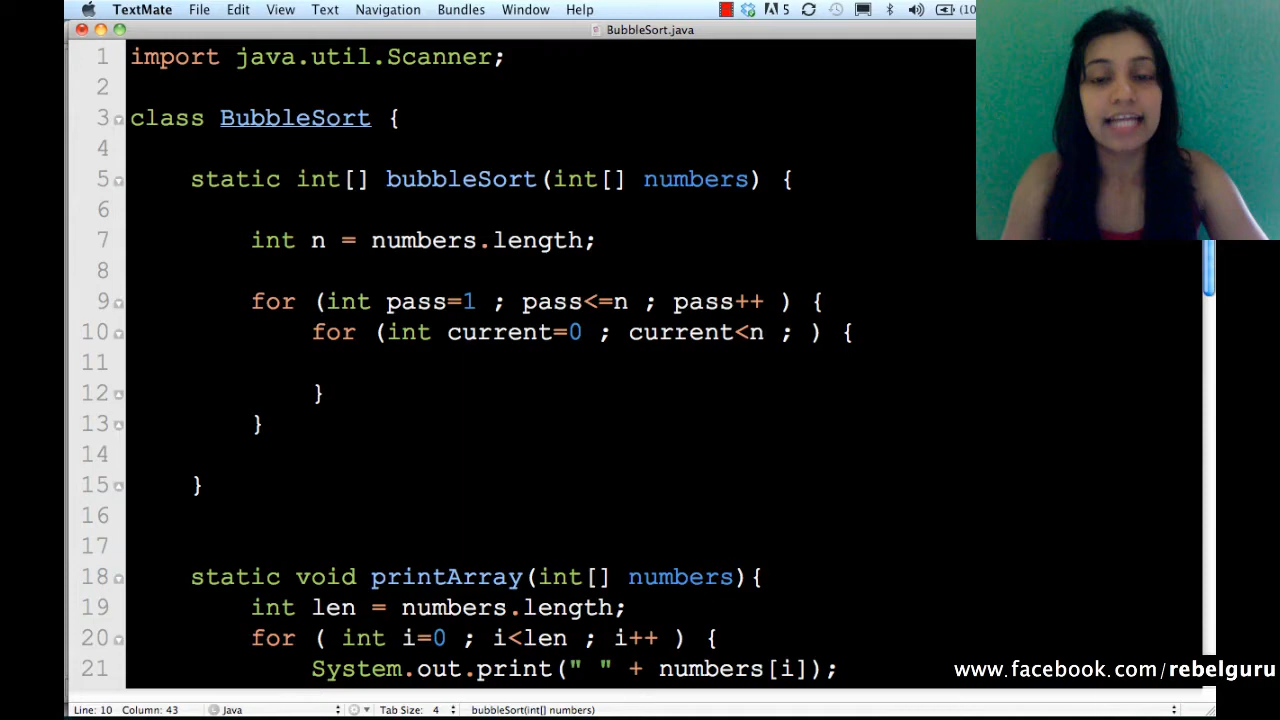 TextMate File Edit View Text Navigation Bundles Window Help 5 (10
BubbleSort.java
1 import java.util.Scanner;
2
3 class BubbleSort {
4
5 static int[] bubbleSort(int[] numbers) {
6
7 int n = numbers.length;
8
9 for (int pass=1 ; pass<=n ; pass++ ) {
10 for (int current=0 ; current<n ; ) {
11
12 }
13 }
14
15 }
16
17
18 static void printArray(int[] numbers){
19 int len = numbers.length;
20 for ( int i=0 ; i<len ; i++ ) {
21 System.out.print(" " + numbers[i]);
www.facebook.com/rebelguru
Line: 10 Column: 43 Java Tab Size: 4 bubbleSort(int[] numbers)